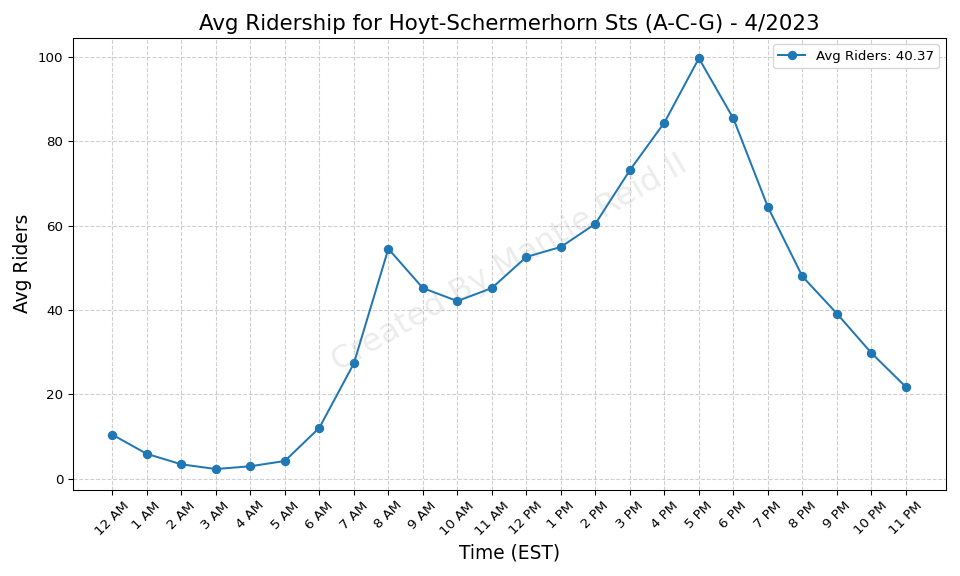 Avg Ridership for Hoyt-Schermerhorn Sts (A-C-G) - 4/2023
Avg Riders: 40.37
100
80
60
40
20
0
Avg Riders
Created By Mantie Reid II
12 AM
1 AM
2 AM
3 AM
4 AM
5 AM
6 AM
7 AM
8 AM
9 AM
10 AM
11 AM
12 PM
1 PM
2 PM
3 PM
4 PM
5 PM
6 PM
7 PM
8 PM
9 PM
10 PM
11 PM
Time (EST)